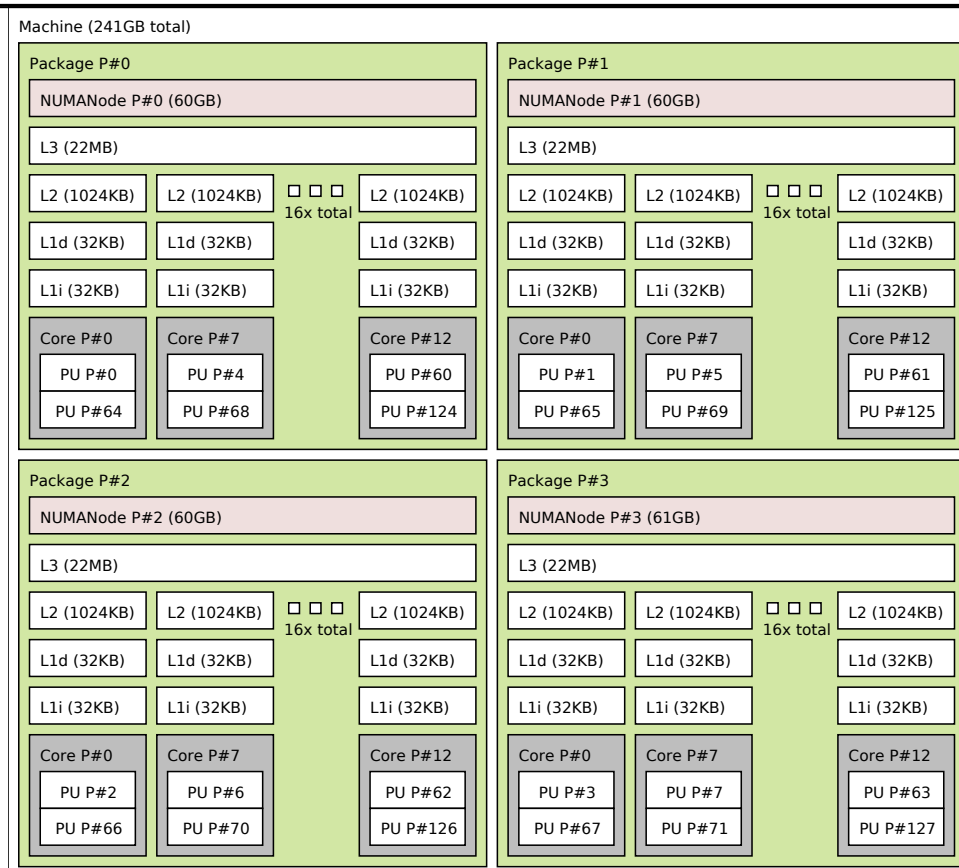 Machine (241GB total)
Package P#0
NUMANode P#0 (60GB)
L3 (22MB)
L2 (1024KB) L2 (1024KB) 16x total L2 (1024KB)
L1d (32KB) L1d (32KB) L1d (32KB)
L1i (32KB) L1i (32KB) L1i (32KB)
Core P#0 Core P#7 Core P#12
PU P#0 PU P#4 PU P#60
PU P#64 PU P#68 PU P#124
Package P#1
NUMANode P#1 (60GB)
L3 (22MB)
L2 (1024KB) L2 (1024KB) 16x total L2 (1024KB)
L1d (32KB) L1d (32KB) L1d (32KB)
L1i (32KB) L1i (32KB) L1i (32KB)
Core P#0 Core P#7 Core P#12
PU P#1 PU P#5 PU P#61
PU P#65 PU P#69 PU P#125
Package P#2
NUMANode P#2 (60GB)
L3 (22MB)
L2 (1024KB) L2 (1024KB) 16x total L2 (1024KB)
L1d (32KB) L1d (32KB) L1d (32KB)
L1i (32KB) L1i (32KB) L1i (32KB)
Core P#0 Core P#7 Core P#12
PU P#2 PU P#6 PU P#62
PU P#66 PU P#70 PU P#126
Package P#3
NUMANode P#3 (61GB)
L3 (22MB)
L2 (1024KB) L2 (1024KB) 16x total L2 (1024KB)
L1d (32KB) L1d (32KB) L1d (32KB)
L1i (32KB) L1i (32KB) L1i (32KB)
Core P#0 Core P#7 Core P#12
PU P#3 PU P#7 PU P#63
PU P#67 PU P#71 PU P#127